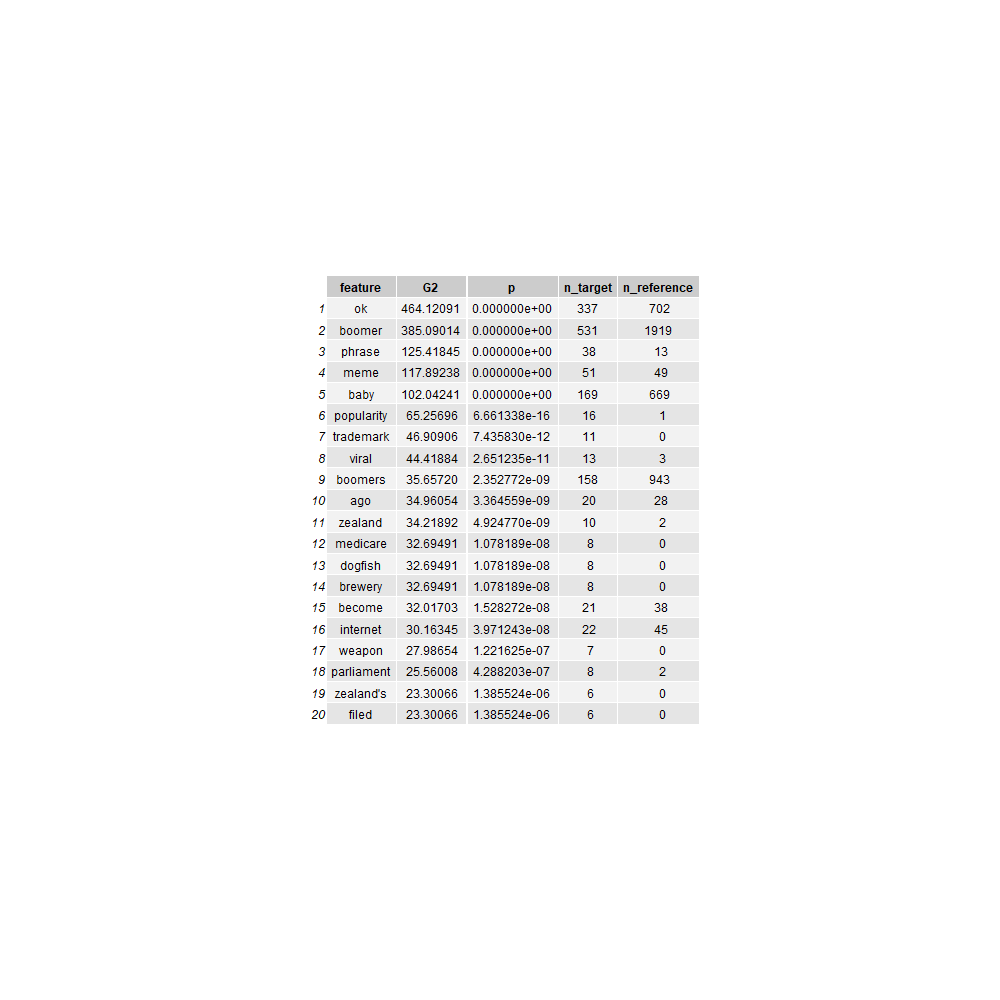 feature G2 p n_target n_reference
1 ok 464.12091 0.000000e+00 337 702
2 boomer 385.09014 0.000000e+00 531 1919
3 phrase 125.41845 0.000000e+00 38 13
4 meme 117.89238 0.000000e+00 51 49
5 baby 102.04241 0.000000e+00 169 669
6 popularity 65.25696 6.661338e-16 16 1
7 trademark 46.90906 7.435830e-12 11 0
8 viral 44.41884 2.651235e-11 13 3
9 boomers 35.65720 2.352772e-09 158 943
10 ago 34.96054 3.364559e-09 20 28
11 zealand 34.21892 4.924770e-09 10 2
12 medicare 32.69491 1.078189e-08 8 0
13 dogfish 32.69491 1.078189e-08 8 0
14 brewery 32.69491 1.078189e-08 8 0
15 become 32.01703 1.528272e-08 21 38
16 internet 30.16345 3.971243e-08 22 45
17 weapon 27.98654 1.221625e-07 7 0
18 parliament 25.56008 4.288203e-07 8 2
19 zealand's 23.30066 1.385524e-06 6 0
20 filed 23.30066 1.385524e-06 6 0